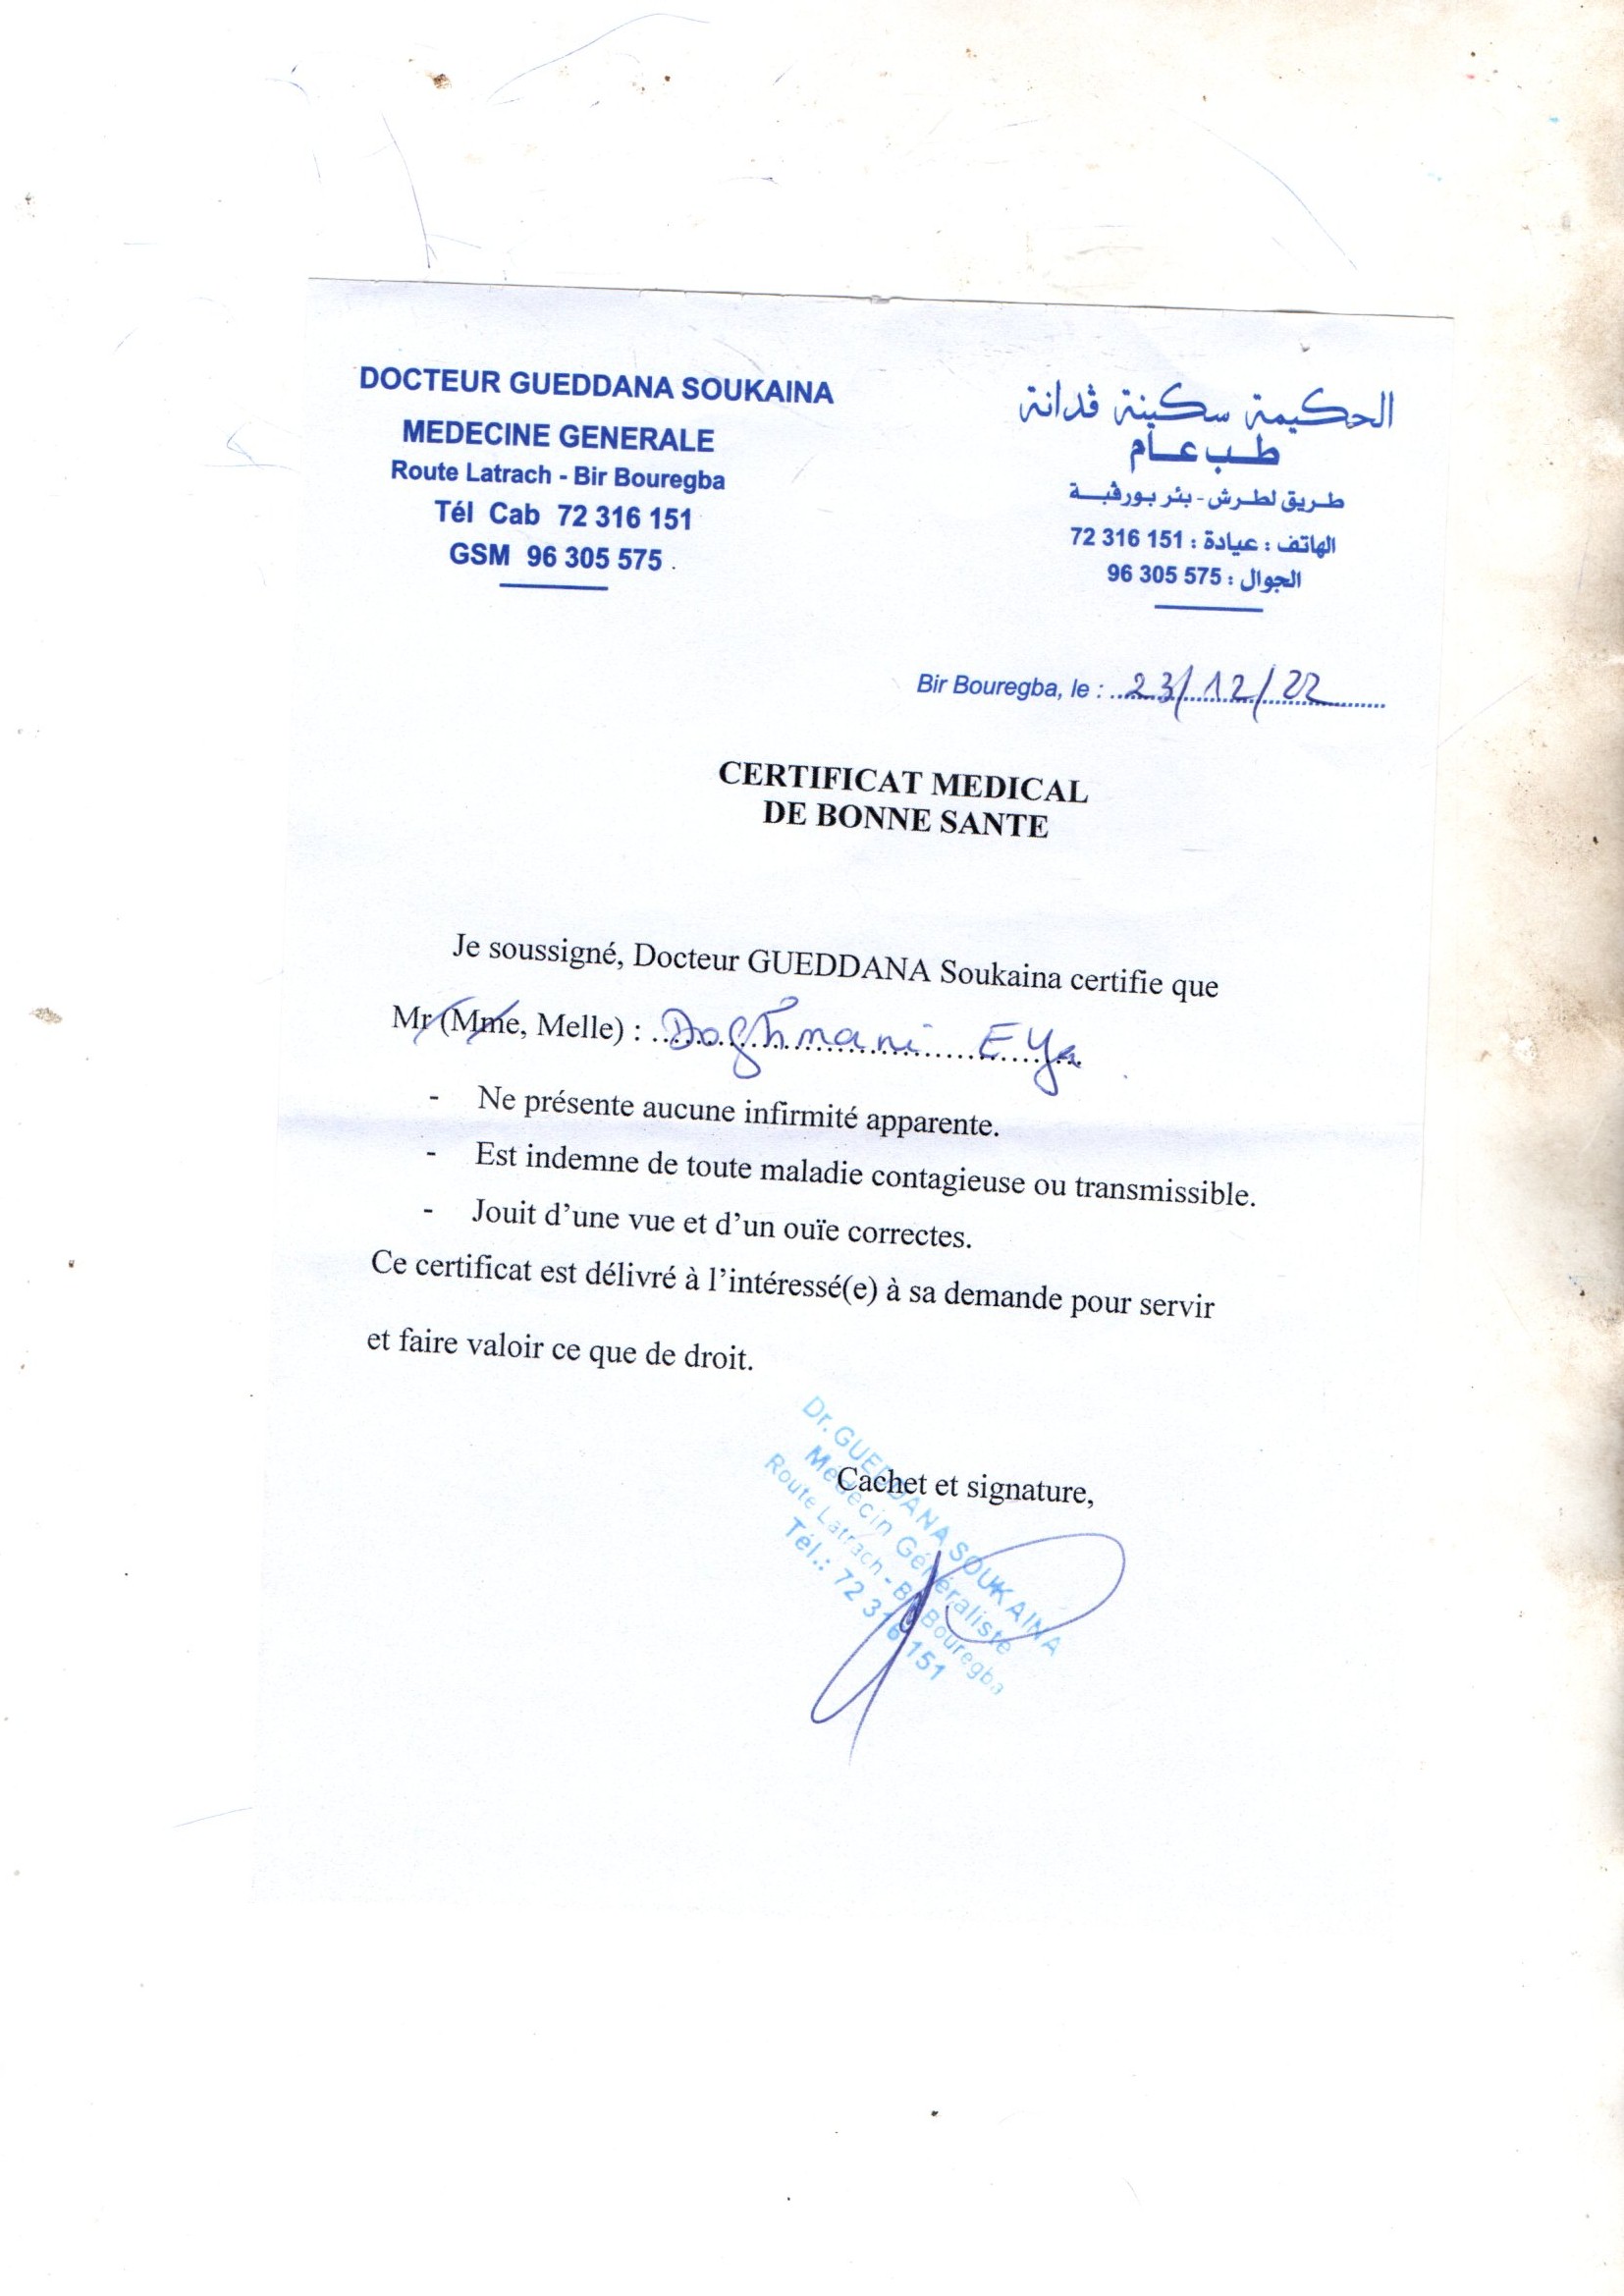 DOCTEUR GUEDDANA SOUKAINA
MEDECINE GENERALE
Route Latrach - Bir Bouregba
Tél Cab 72 316 151
GSM 96 305 575
الحكيمة سكينة ڤدانة
طب عام
طريق لطرش - بئر بورڤبة
الهاتف : عيادة : 72 316 151
الجوال : 96 305 575
Bir Bouregba, le : 23/12/22
CERTIFICAT MEDICAL
DE BONNE SANTE
Je soussigné, Docteur GUEDDANA Soukaina certifie que
Mr (Mme, Melle) : Doghmani Eya
- Ne présente aucune infirmité apparente.
- Est indemne de toute maladie contagieuse ou transmissible.
- Jouit d’une vue et d’un ouïe correctes.
Ce certificat est délivré à l’intéressé(e) à sa demande pour servir
et faire valoir ce que de droit.
Cachet et signature,
Dr. GUEDDANA SOUKAINA
Médecin Généraliste
Route Latrach - Bir Bouregba
Tél.: 72 316 151